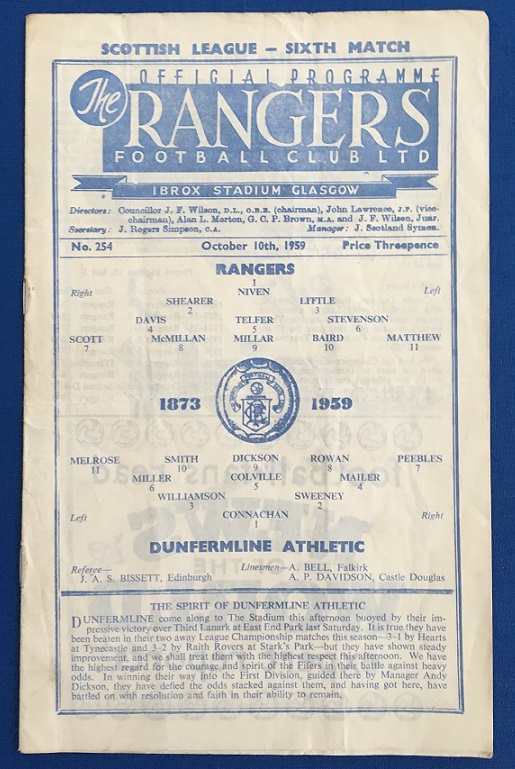 SCOTTISH LEAGUE – SIXTH MATCH
OFFICIAL PROGRAMME
The RANGERS
FOOTBALL CLUB LTD
IBROX STADIUM GLASGOW
Directors: Councillor J. F. Wilson, D.L., O.B.E. (chairman), John Lawrence, J.P. (vice-
chairman), Alan L. Morton, G. C. P. Brown, M.A. and J. F. Wilson, Junr.
Secretary: J. Rogers Simpson, C.A. Manager: J. Scotland Symon.
No. 254 October 10th, 1959 Price Threepence
RANGERS
Right 1 Left
NIVEN
SHEARER LITTLE
2 3
DAVIS TELFER STEVENSON
4 5 6
SCOTT McMILLAN MILLAR BAIRD MATTHEW
7 8 9 10 11
1873 1959
MELROSE SMITH DICKSON ROWAN PEEBLES
11 10 9 8 7
MILLER COLVILLE MAILER
6 5 4
WILLIAMSON SWEENEY
3 2
Left CONNACHAN Right
1
DUNFERMLINE ATHLETIC
Referee— Linesmen—A. BELL, Falkirk
J. A. S. BISSETT, Edinburgh A. P. DAVIDSON, Castle Douglas
THE SPIRIT OF DUNFERMLINE ATHLETIC
DUNFERMLINE come along to The Stadium this afternoon buoyed by their im-
pressive victory over Third Lanark at East End Park last Saturday. It is true they have
been beaten in their two away League Championship matches this season—3–1 by Hearts
at Tynecastle and 3–2 by Raith Rovers at Stark's Park—but they have shown steady
improvement, and we shall treat them with the highest respect this afternoon. We have
the highest regard for the courage and spirit of the Fifers in their battle against heavy
odds. In winning their way into the First Division, guided there by Manager Andy
Dickson, they have defied the odds stacked against them, and having got here, have
battled on with resolution and faith in their ability to remain.